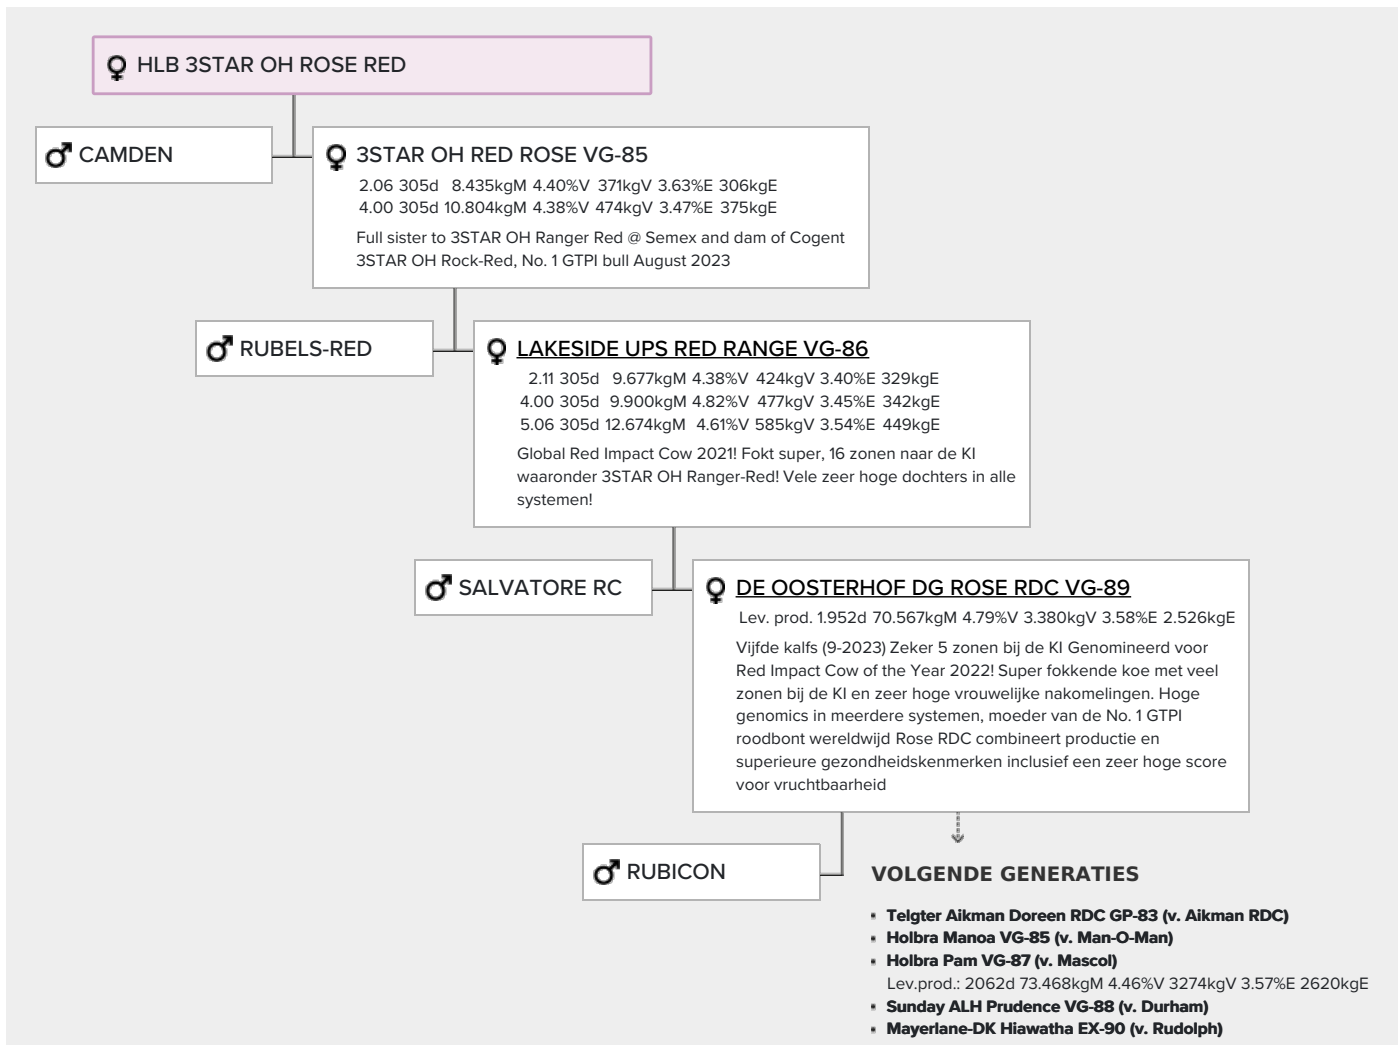 HLB 3STAR OH ROSE RED
CAMDEN
3STAR OH RED ROSE VG-85
2.06 305d 8.435kgM 4.40%V 371kgV 3.63%E 306kgE
4.00 305d 10.804kgM 4.38%V 474kgV 3.47%E 375kgE
Full sister to 3STAR OH Ranger Red @ Semex and dam of Cogent
3STAR OH Rock-Red, No. 1 GTPI bull August 2023
RUBELS-RED
LAKESIDE UPS RED RANGE VG-86
2.11 305d 9.677kgM 4.38%V 424kgV 3.40%E 329kgE
4.00 305d 9.900kgM 4.82%V 477kgV 3.45%E 342kgE
5.06 305d 12.674kgM 4.61%V 585kgV 3.54%E 449kgE
Global Red Impact Cow 2021! Fokt super, 16 zonen naar de KI
waaronder 3STAR OH Ranger-Red! Vele zeer hoge dochters in alle
systemen!
SALVATORE RC
DE OOSTERHOF DG ROSE RDC VG-89
Lev. prod. 1.952d 70.567kgM 4.79%V 3.380kgV 3.58%E 2.526kgE
Vijfde kalfs (9-2023) Zeker 5 zonen bij de KI Genomineerd voor
Red Impact Cow of the Year 2022! Super fokkende koe met veel
zonen bij de KI en zeer hoge vrouwelijke nakomelingen. Hoge
genomics in meerdere systemen, moeder van de No. 1 GTPI
roodbont wereldwijd Rose RDC combineert productie en
superieure gezondheidskenmerken inclusief een zeer hoge score
voor vruchtbaarheid
RUBICON
VOLGENDE GENERATIES
Telgter Aikman Doreen RDC GP-83 (v. Aikman RDC)
Holbra Manoa VG-85 (v. Man-O-Man)
Holbra Pam VG-87 (v. Mascol)
Lev.prod.: 2062d 73.468kgM 4.46%V 3274kgV 3.57%E 2620kgE
Sunday ALH Prudence VG-88 (v. Durham)
Mayerlane-DK Hiawatha EX-90 (v. Rudolph)